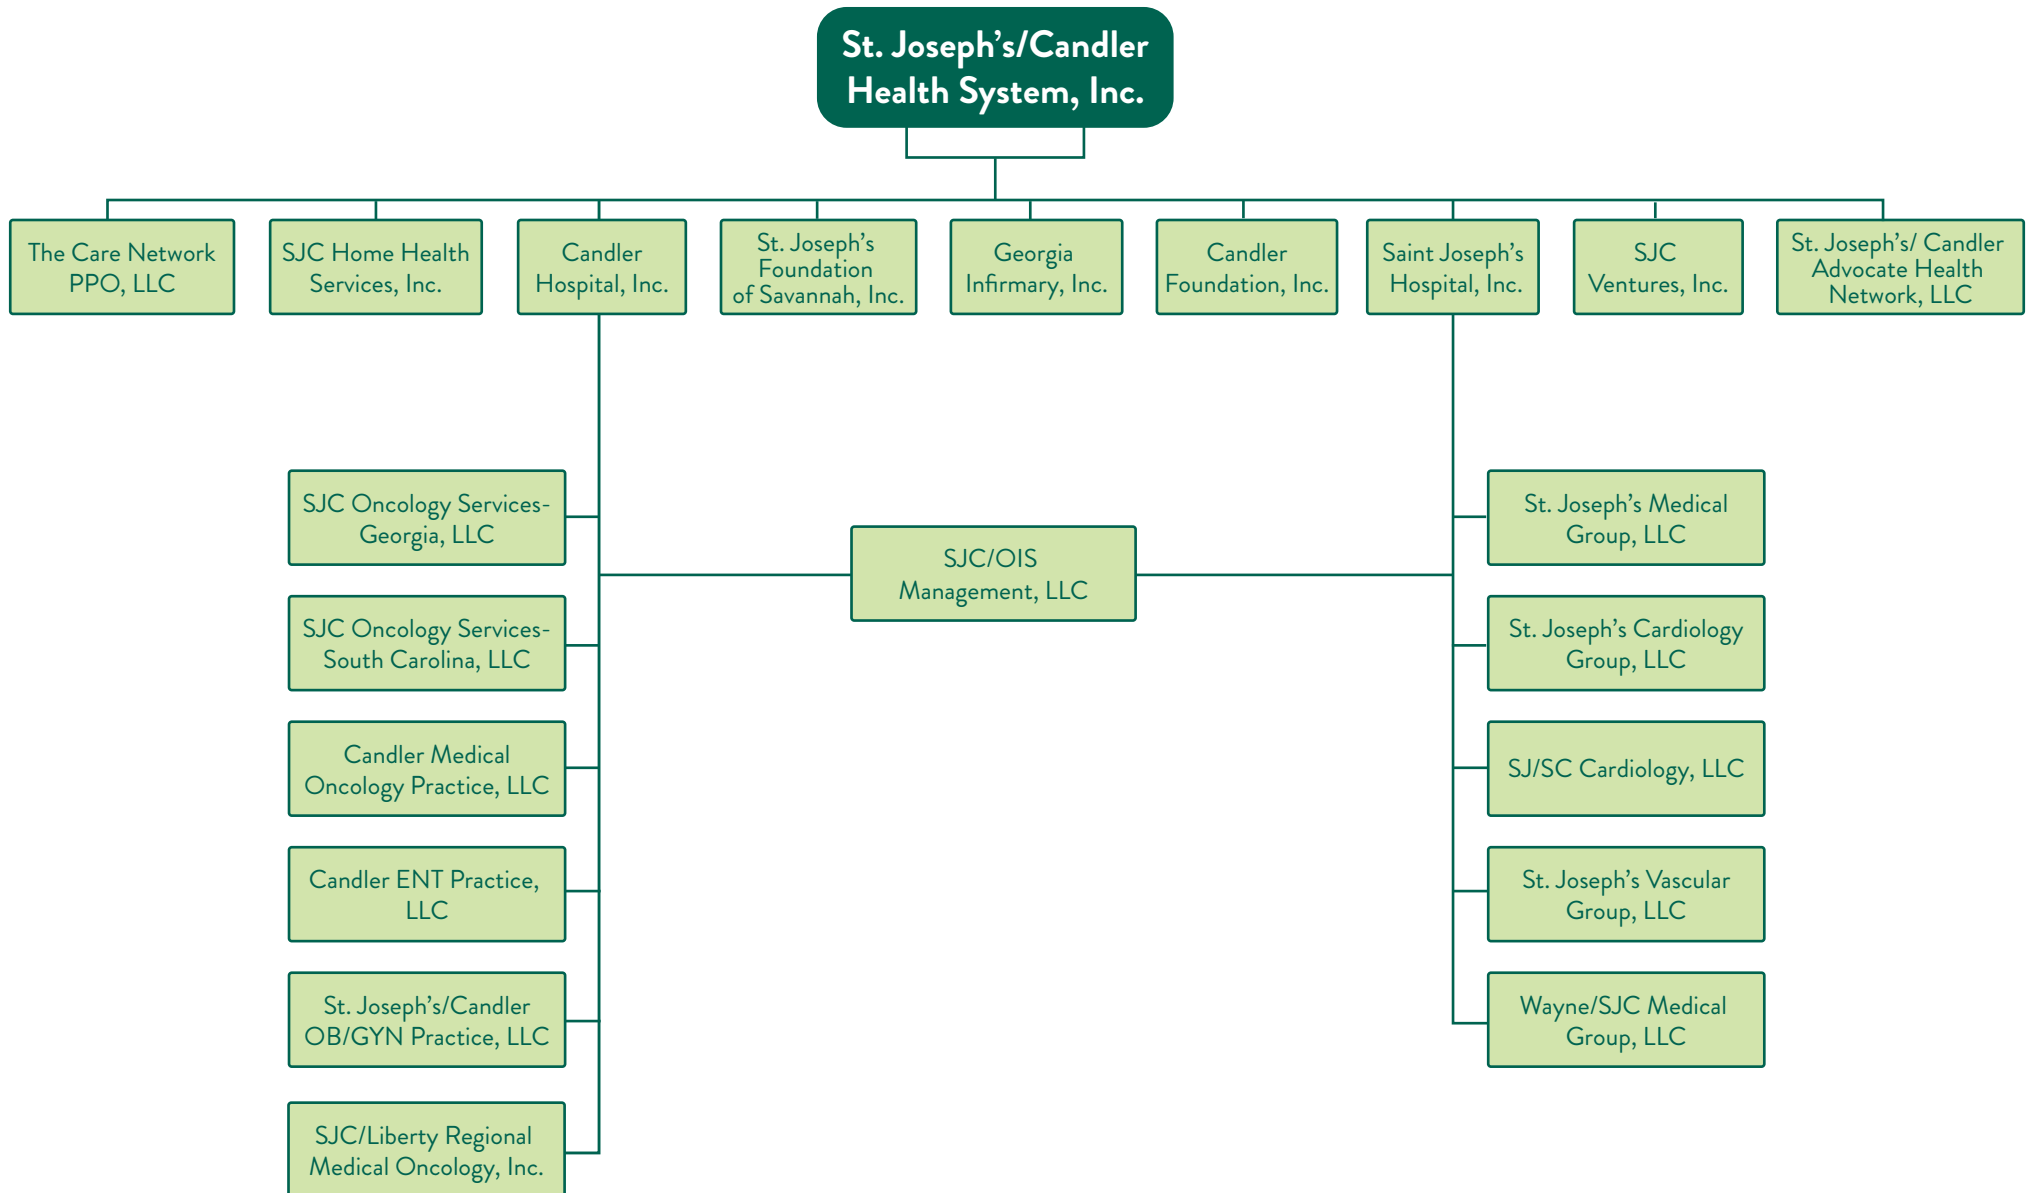 St. Joseph’s/Candler
Health System, Inc.
The Care Network
PPO, LLC
SJC Home Health
Services, Inc.
Candler
Hospital, Inc.
St. Joseph’s
Foundation
of Savannah, Inc.
Georgia
Infirmary, Inc.
Candler
Foundation, Inc.
Saint Joseph’s
Hospital, Inc.
SJC
Ventures, Inc.
St. Joseph’s/ Candler
Advocate Health
Network, LLC
SJC Oncology Services-
Georgia, LLC
SJC Oncology Services-
South Carolina, LLC
Candler Medical
Oncology Practice, LLC
Candler ENT Practice,
LLC
St. Joseph’s/Candler
OB/GYN Practice, LLC
SJC/Liberty Regional
Medical Oncology, Inc.
SJC/OIS
Management, LLC
St. Joseph’s Medical
Group, LLC
St. Joseph’s Cardiology
Group, LLC
SJ/SC Cardiology, LLC
St. Joseph’s Vascular
Group, LLC
Wayne/SJC Medical
Group, LLC